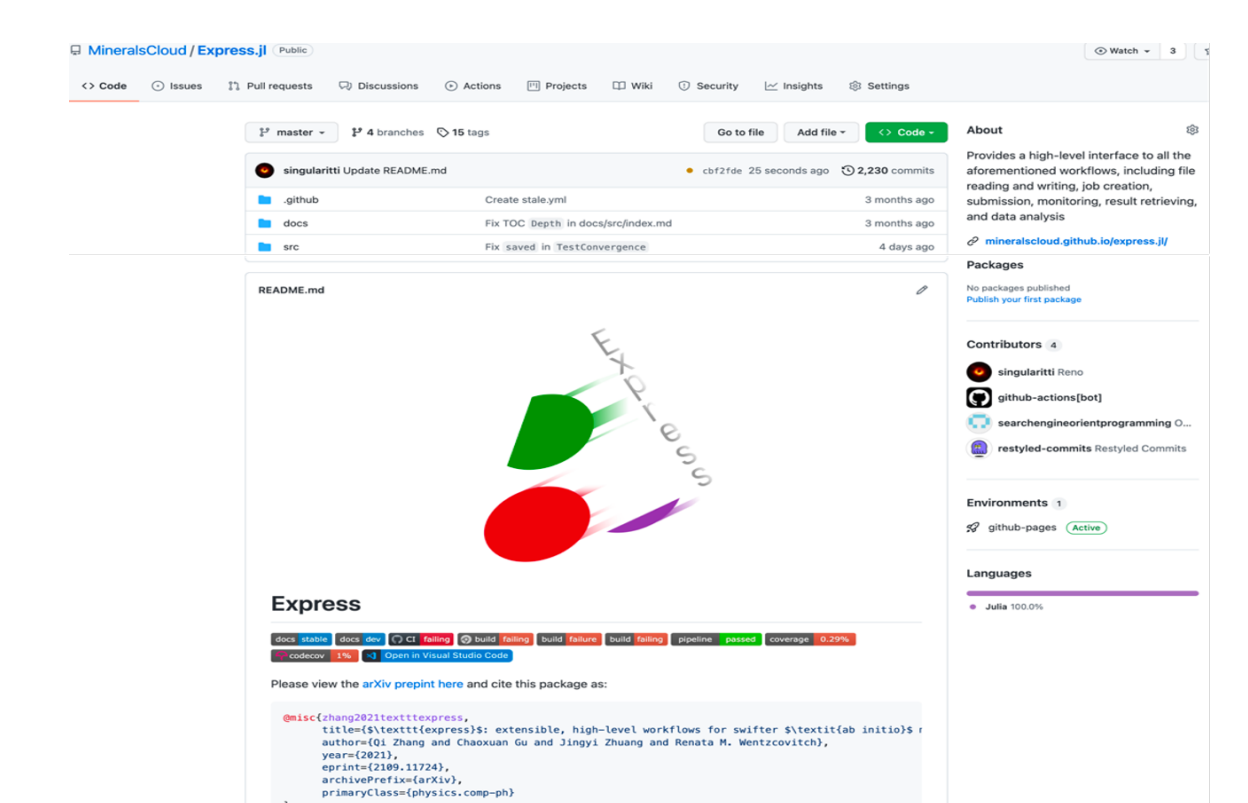 MineralsCloud / Express.jl Public
Watch 3
Code Issues Pull requests Discussions Actions Projects Wiki Security Insights Settings
master 4 branches 15 tags Go to file Add file Code
singularitti Update README.md cbf2fde 25 seconds ago 2,230 commits
.github Create stale.yml 3 months ago
docs Fix TOC Depth in docs/src/index.md 3 months ago
src Fix saved in TestConvergence 4 days ago
About
Provides a high-level interface to all the
aforementioned workflows, including file
reading and writing, job creation,
submission, monitoring, result retrieving,
and data analysis
mineralscloud.github.io/express.jl/
Packages
No packages published
Publish your first package
Contributors 4
singularitti Reno
github-actions[bot]
searchengineorientprogramming O...
restyled-commits Restyled Commits
Environments 1
github-pages Active
Languages
Julia 100.0%
README.md
Express
Express
docs stable docs dev CI failing build failing build failure build failing pipeline passed coverage 0.29%
codecov 1% Open in Visual Studio Code
Please view the arXiv prepint here and cite this package as:
@misc{zhang2021textttexpress,
title={$\texttt{express}$: extensible, high-level workflows for swifter $\textit{ab initio}$
author={Qi Zhang and Chaoxuan Gu and Jingyi Zhuang and Renata M. Wentzcovitch},
year={2021},
eprint={2109.11724},
archivePrefix={arXiv},
primaryClass={physics.comp-ph}